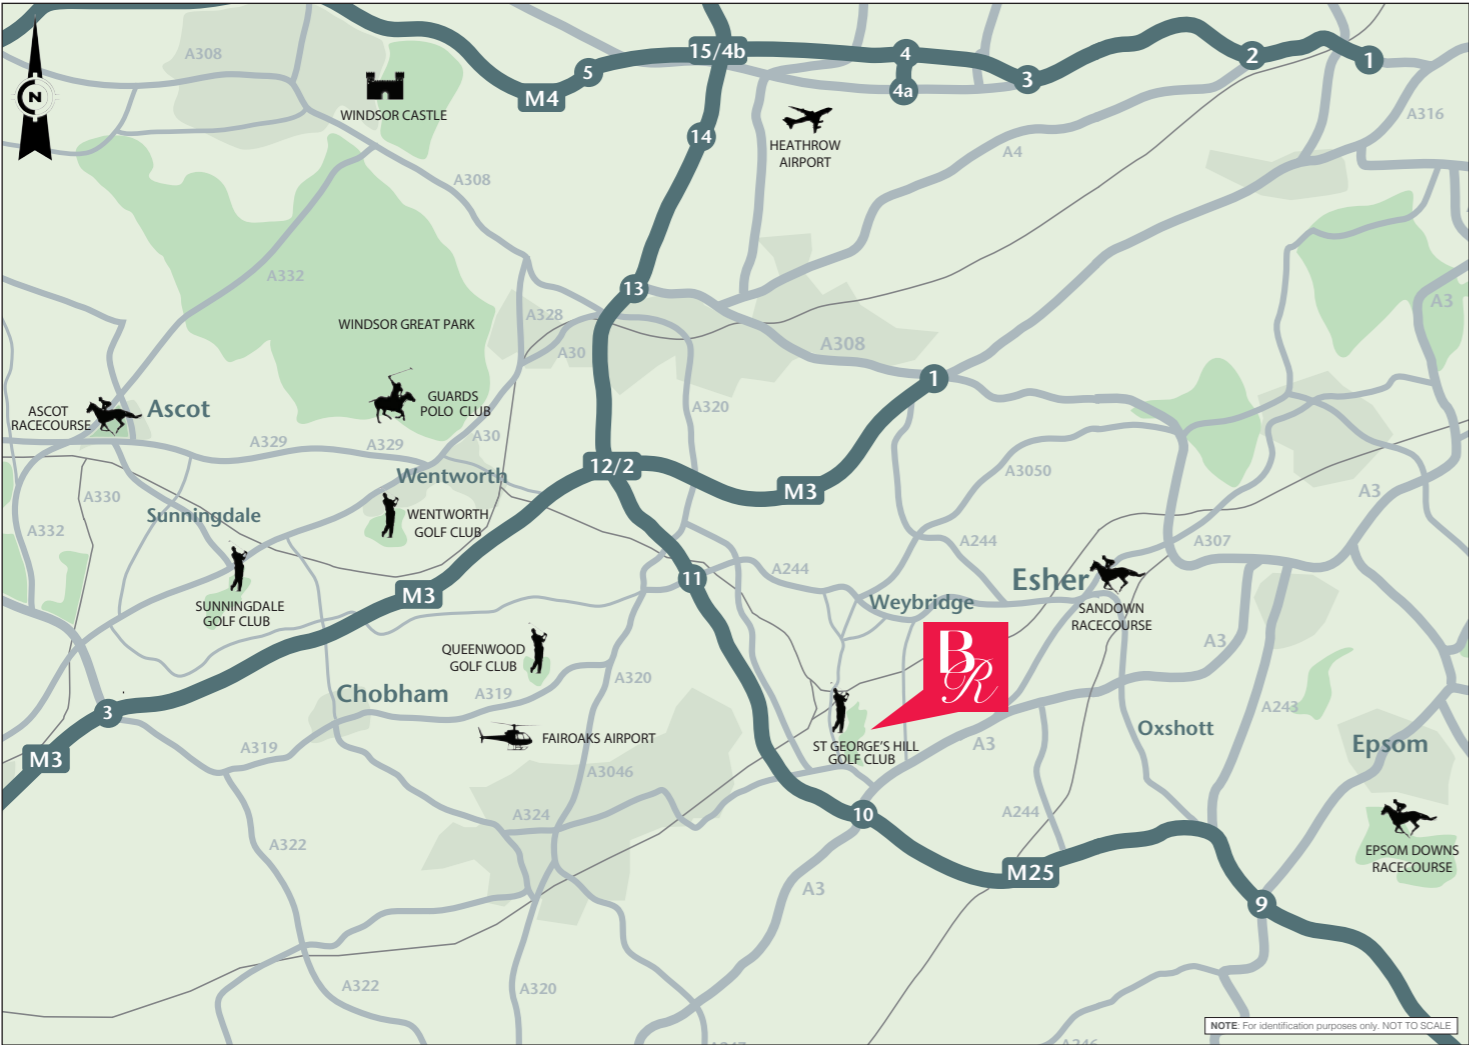 15/4b
4
2
A308
5
3
1
M4
4a
N
WINDSOR CASTLE
A316
14
HEATHROW
AIRPORT
A4
A308
A332
13
A3
A328
WINDSOR GREAT PARK
A308
A30
1
GUARDS
POLO CLUB
ASCOT
RACECOURSE
Ascot
A320
A329
A329
A30
12/2
A3050
Wentworth
M3
A3
A330
WENTWORTH
GOLF CLUB
Sunningdale
A332
A244
A307
11
A244
Esher
M3
Weybridge
SUNNINGDALE
GOLF CLUB
SANDOWN
RACECOURSE
QUEENWOOD
GOLF CLUB
A3
BR
A320
Chobham
A319
3
A243
Oxshott
FAIROAKS AIRPORT
A319
ST GEORGE'S HILL
GOLF CLUB
A3
Epsom
M3
A3046
A324
10
A244
A322
EPSOM DOWNS
RACECOURSE
M25
A3
9
A322
A320
NOTE: For identification purposes only. NOT TO SCALE